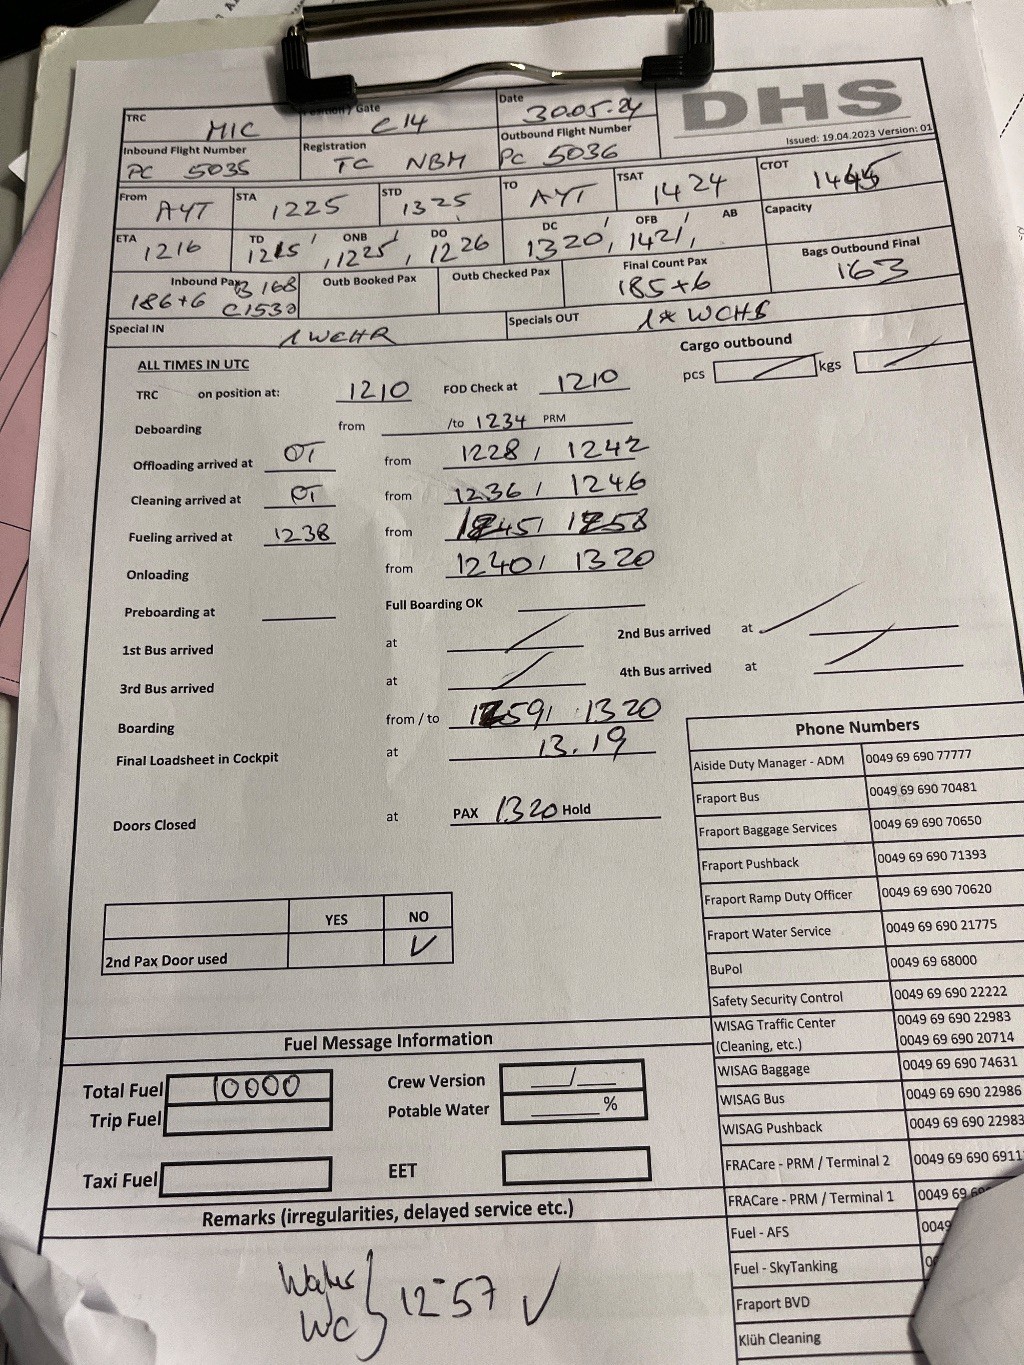 DHS
Issued: 19.04.2023 Version: 01
TRC MIC Gate C14 Date 30.05.24
Inbound Flight Number PC 5035 Registration TC NBM Outbound Flight Number PC 5036
From AYT STA 1225 STD 1325 TO AYT TSAT 1424 CTOT
ETA 1216 TD / ONB / DO , 1225 , 1226 DC / OFB / AB 1320, 1421, Capacity
Inbound Pax 186+6 B 168 Outb Booked Pax Outb Checked Pax Final Count Pax 185+6 Bags Outbound Final 163
Special IN 1 WCHR Specials OUT 1x WCHS
Cargo outbound
pcs kgs
ALL TIMES IN UTC
TRC on position at: 1210 FOD Check at 1210
Deboarding from /to 1234 PRM
Offloading arrived at OT from 1228 / 1242
Cleaning arrived at OT from 1236 / 1246
Fueling arrived at 1238 from
Onloading from 1240 / 1320
Preboarding at Full Boarding OK
1st Bus arrived at 2nd Bus arrived at
3rd Bus arrived at 4th Bus arrived at
Boarding from / to / 1320
Final Loadsheet in Cockpit at 13.19
Doors Closed at PAX 1320 Hold
YES NO
2nd Pax Door used ✓
Fuel Message Information
Total Fuel 10000 Crew Version /
Trip Fuel Potable Water %
Taxi Fuel EET
Remarks (irregularities, delayed service etc.)
Water
WC } 12-57 ✓
Phone Numbers
Aiside Duty Manager - ADM 0049 69 690 77777
Fraport Bus 0049 69 690 70481
Fraport Baggage Services 0049 69 690 70650
Fraport Pushback 0049 69 690 71393
Fraport Ramp Duty Officer 0049 69 690 70620
Fraport Water Service 0049 69 690 21775
BuPol 0049 69 68000
Safety Security Control 0049 69 690 22222
WISAG Traffic Center 0049 69 690 22983
(Cleaning, etc.) 0049 69 690 20714
WISAG Baggage 0049 69 690 74631
WISAG Bus 0049 69 690 22986
WISAG Pushback 0049 69 690 22983
FRACare - PRM / Terminal 2 0049 69 690 6911
FRACare - PRM / Terminal 1 0049 69
Fuel - AFS 0049
Fuel - SkyTanking
Fraport BVD
Klüh Cleaning